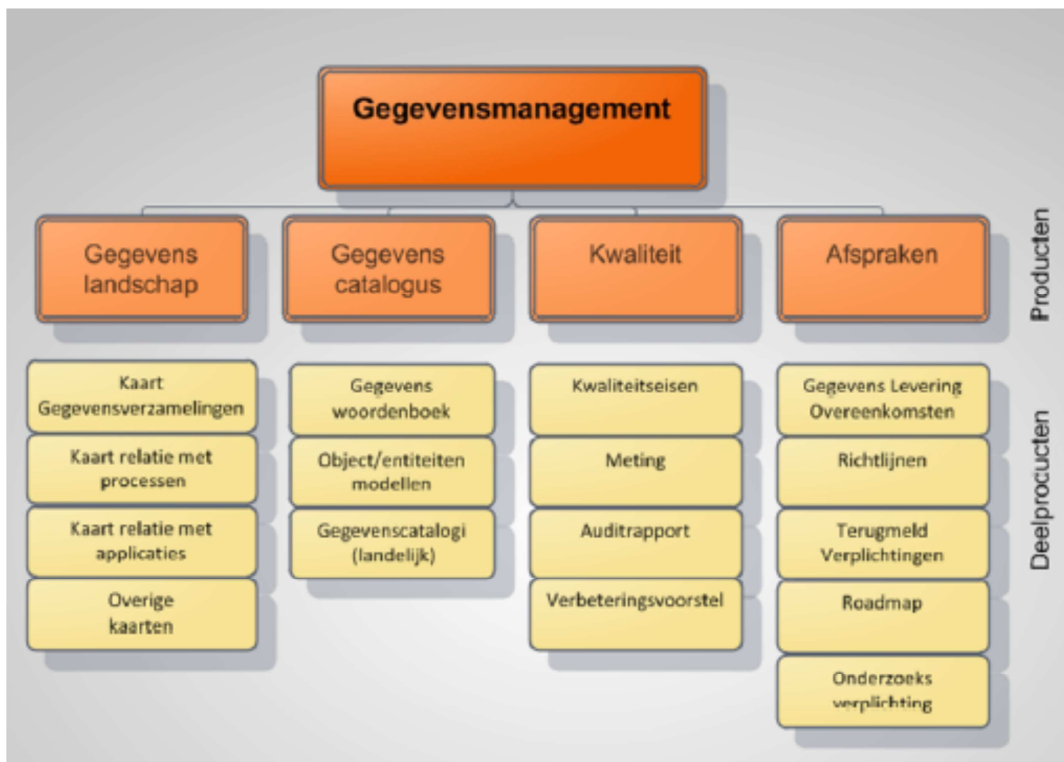 Gegevensmanagement
Gegevens
landschap
Gegevens
catalogus
Kwaliteit
Afspraken
Producten
Kaart
Gegevensverzamelingen
Kaart relatie met
processen
Kaart relatie met
applicaties
Overige
kaarten
Gegevens
woordenboek
Object/entiteiten
modellen
Gegevenscatalogi
(landelijk)
Kwaliteitseisen
Meting
Auditrapport
Verbeteringsvoorstel
Gegevens Levering
Overeenkomsten
Richtlijnen
Terugmeld
Verplichtingen
Roadmap
Onderzoeks
verplichting
Deelprocucten